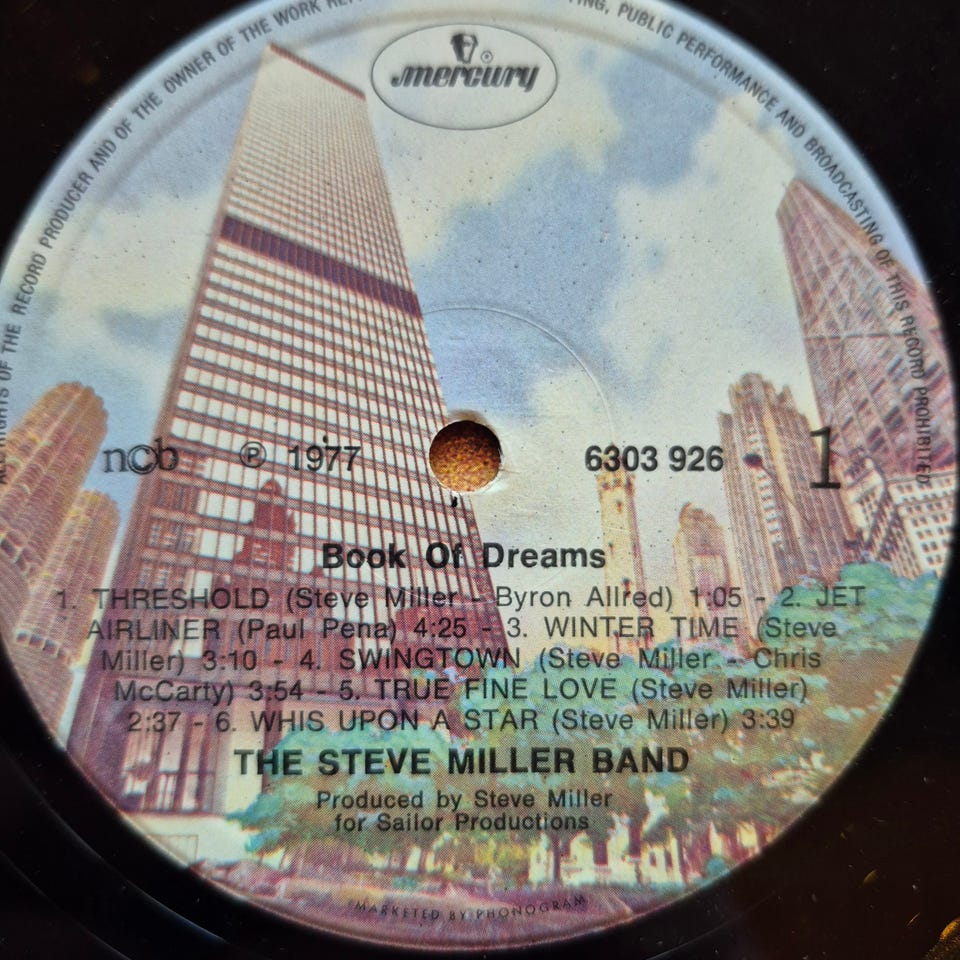 ALL RIGHTS OF THE RECORD PRODUCER AND OF THE OWNER OF THE WORK
PUBLIC PERFORMANCE AND BROADCASTING OF THIS RECORD PROHIBITED
mercury
ncb ℗ 1977 6303 926 1
Book Of Dreams
1. THRESHOLD (Steve Miller - Byron Allred) 1:05 - 2. JET
AIRLINER (Paul Pena) 4:25 - 3. WINTER TIME (Steve
Miller) 3:10 - 4. SWINGTOWN (Steve Miller - Chris
McCarty) 3:54 - 5. TRUE FINE LOVE (Steve Miller)
2:37 - 6. WHIS UPON A STAR (Steve Miller) 3:39
THE STEVE MILLER BAND
Produced by Steve Miller
for Sailor Productions
MARKETED BY PHONOGRAM